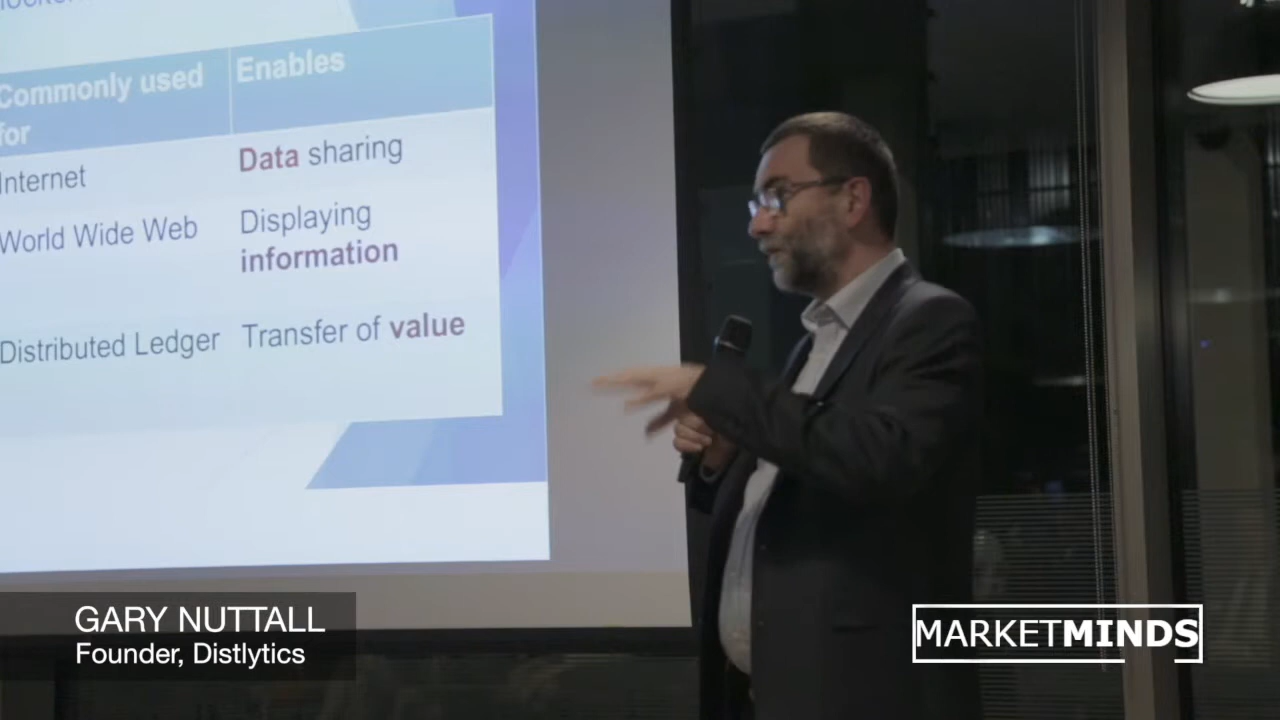 Commonly used
for
Enables
Internet
Data sharing
World Wide Web
Displaying
information
Distributed Ledger
Transfer of value
GARY NUTTALL
Founder, Distlytics
MARKETMINDS